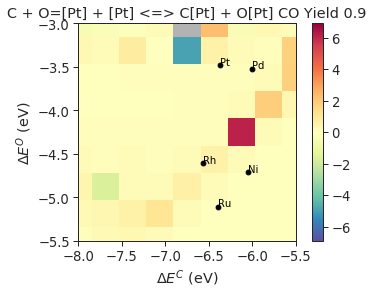 C + O=[Pt] + [Pt] <=> C[Pt] + O[Pt] CO Yield 0.9
−3.0
−3.5
−4.0
−4.5
−5.0
−5.5
ΔE^O (eV)
Pt
Pd
Rh
Ni
Ru
−8.0 −7.5 −7.0 −6.5 −6.0 −5.5
ΔE^C (eV)
6
4
2
0
−2
−4
−6